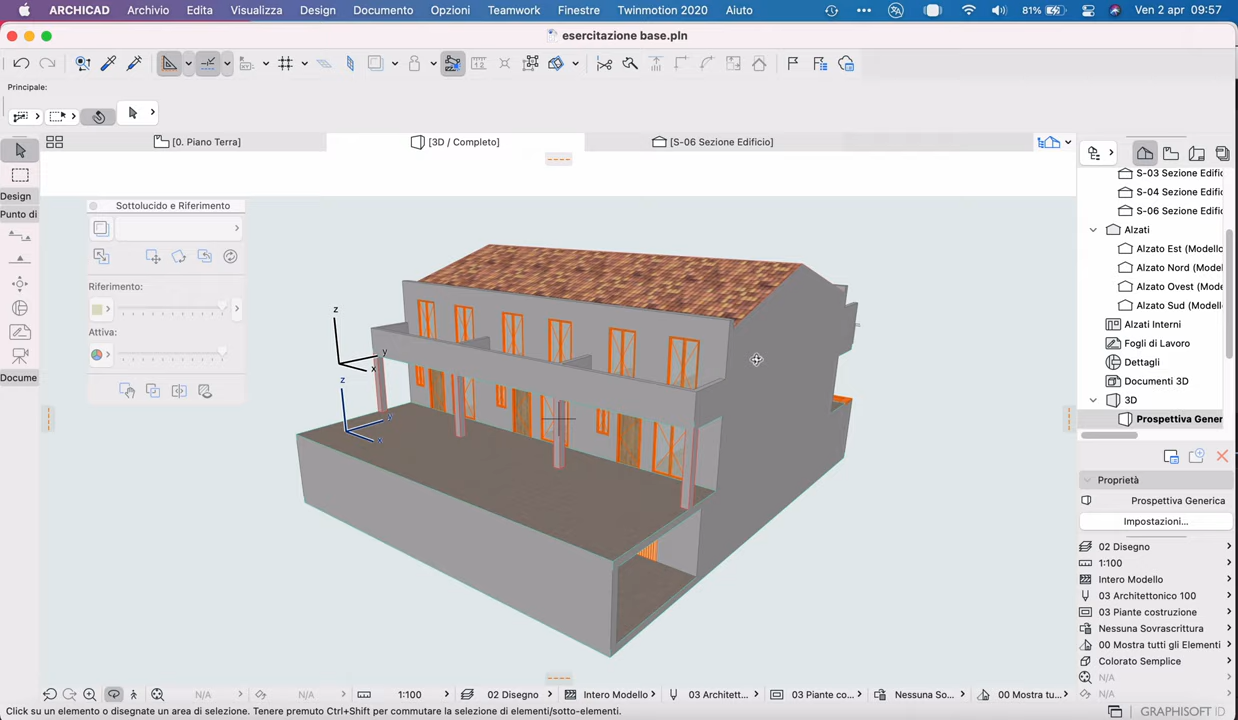 ARCHICAD Archivio Edita Visualizza Design Documento Opzioni Teamwork Finestre Twinmotion 2020 Aiuto 81% Ven 2 apr 09:57
esercitazione base.pln
Principale:
[0. Piano Terra] [3D / Completo] [S-06 Sezione Edificio]
S-03 Sezione Edific
S-04 Sezione Edific
S-06 Sezione Edific
Alzati
Alzato Est (Modello
Alzato Nord (Mode
Alzato Ovest (Mode
Alzato Sud (Modell
Alzati Interni
Fogli di Lavoro
Dettagli
Documenti 3D
3D
Prospettiva Gener
Design
Punto di
Docume
Sottolucido e Riferimento
Riferimento:
Attiva:
z
y
x
z
y
x
Proprietà
Prospettiva Generica
Impostazioni...
02 Disegno
1:100
Intero Modello
03 Architettonico 100
03 Piante costruzione
Nessuna Sovrascrittura
00 Mostra tutti gli Elementi
Colorato Semplice
N/A
N/A
N/A N/A 1:100 02 Disegno Intero Modello 03 Architett... 03 Piante co... Nessuna So... 00 Mostra tu...
Click su un elemento o disegnate un area di selezione. Tenere premuto Ctrl+Shift per commutare la selezione di elementi/sotto-elementi.
GRAPHISOFT ID